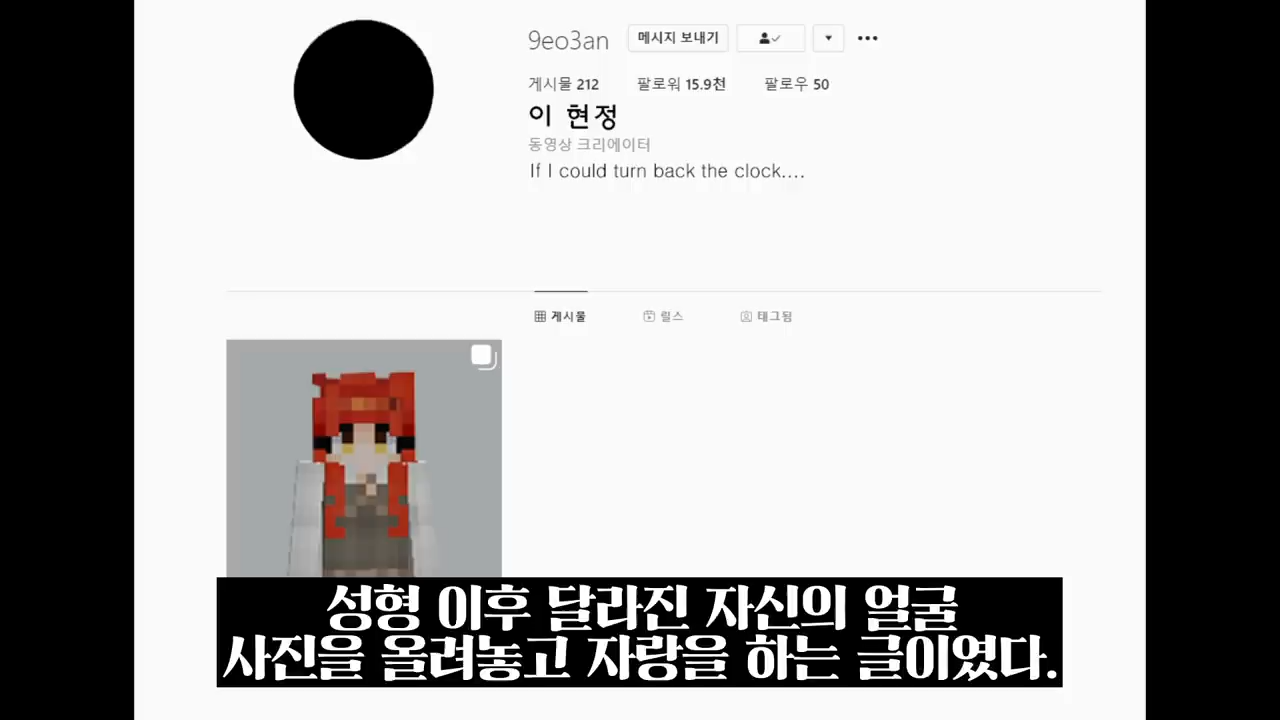 9eo3an 메시지 보내기
게시물 212 팔로워 15.9천 팔로우 50
이 현정
동영상 크리에이터
If I could turn back the clock....
게시물 릴스 태그됨
성형 이후 달라진 자신의 얼굴
사진을 올려놓고 자랑을 하는 글이였다.